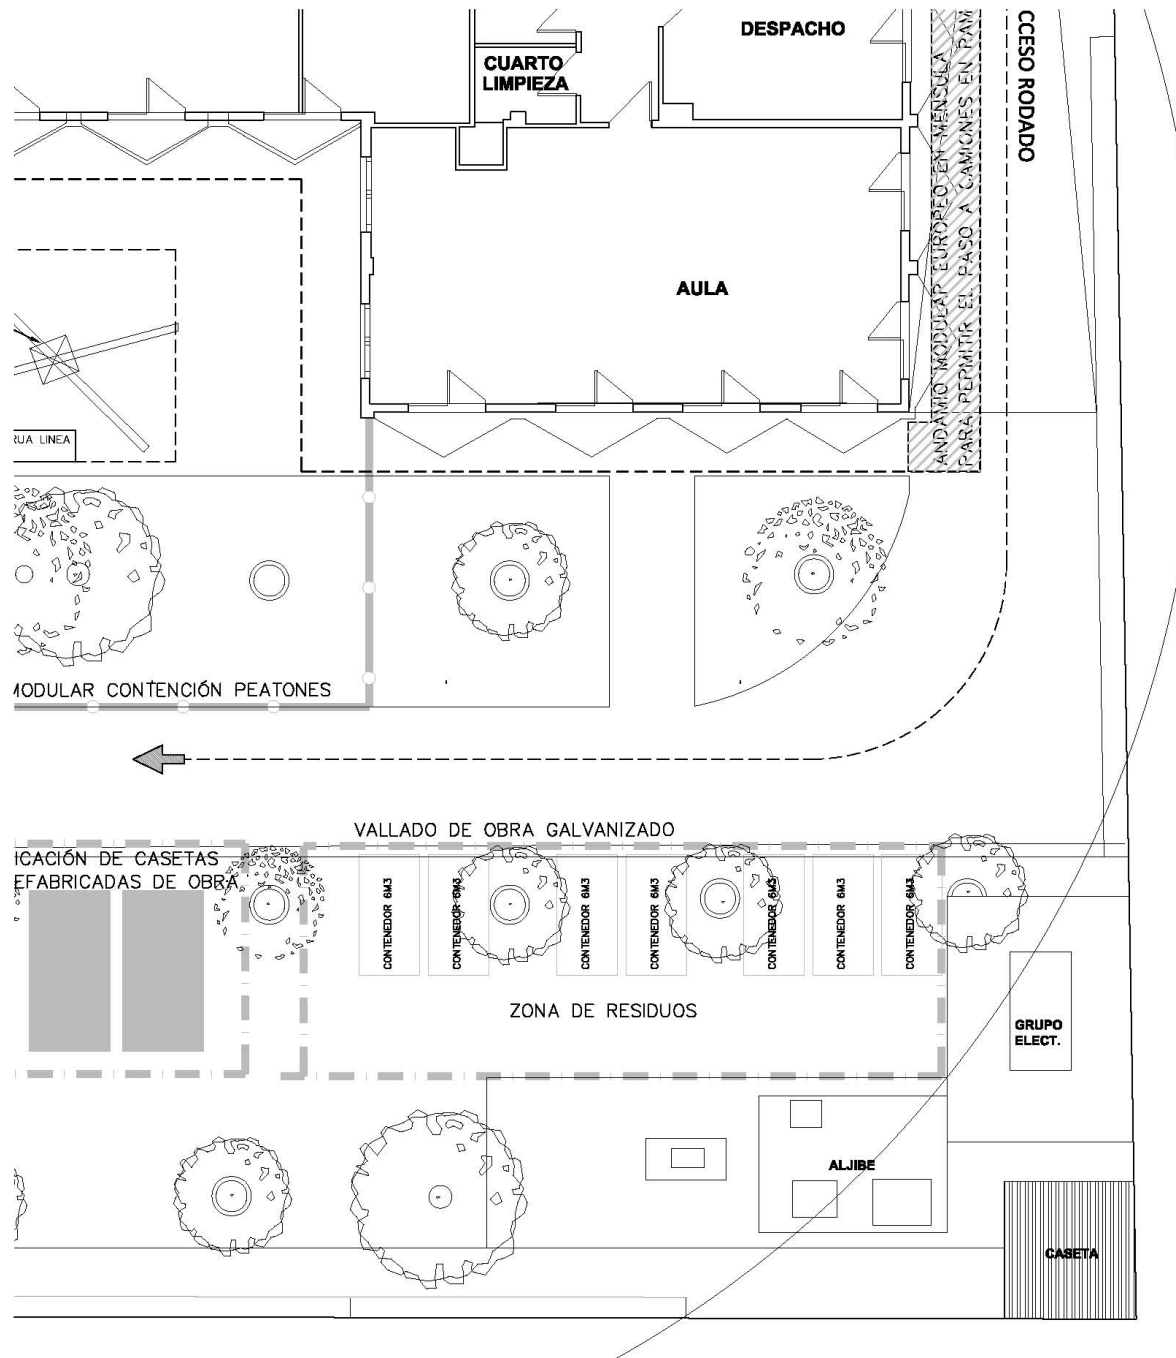 DESPACHO
CUARTO
LIMPIEZA
CCESO RODADO
ANDAMIO MODULAR EUROPEO EN MENSULA
PARA PERMITIR EL PASO A CAMIONES EN PAM
AULA
RUA LINEA
MODULAR CONTENCIÓN PEATONES
VALLADO DE OBRA GALVANIZADO
ICACIÓN DE CASETAS
EFABRICADAS DE OBRA
CONTENEDOR 6M3
CONTENEDOR 6M3
CONTENEDOR 6M3
CONTENEDOR 6M3
CONTENEDOR 6M3
CONTENEDOR 6M3
CONTENEDOR 6M3
ZONA DE RESIDUOS
GRUPO
ELECT.
ALJIBE
CASETA